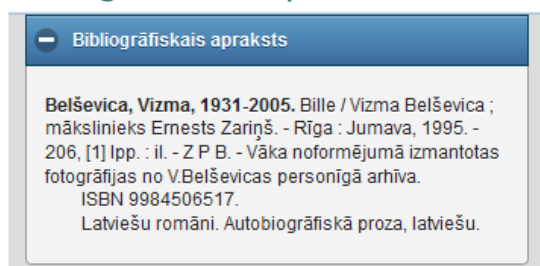 Bibliogrāfiskais apraksts
Belševica, Vizma, 1931-2005. Bille / Vizma Belševica ;
mākslinieks Ernests Zariņš. - Rīga : Jumava, 1995. -
206, [1] lpp. : il. - Z P B. - Vāka noformējumā izmantotas
fotogrāfijas no V.Belševicas personīgā arhīva.
ISBN 9984506517.
Latviešu romāni. Autobiogrāfiskā proza, latviešu.